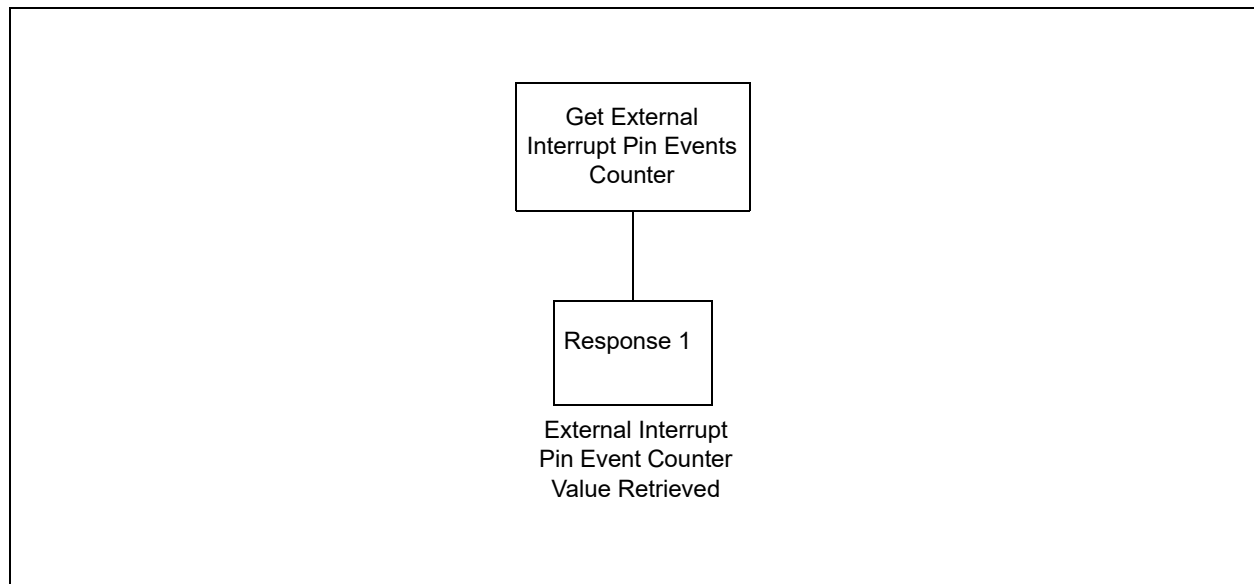 Get External
Interrupt Pin Events
Counter
Response 1
External Interrupt
Pin Event Counter
Value Retrieved